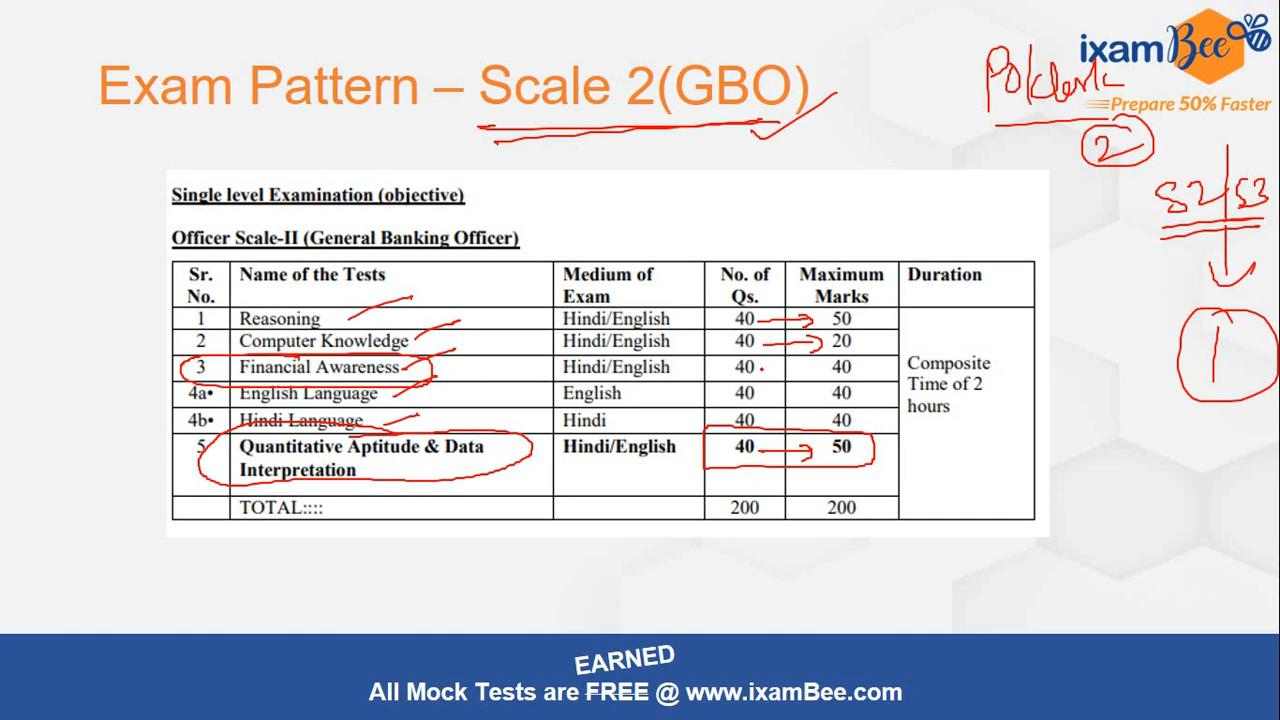 Exam Pattern – Scale 2(GBO)
ixamBee
Prepare 50% Faster
PO Clerk
2
S2 S3
1
Single level Examination (objective)
Officer Scale-II (General Banking Officer)
Sr. No. Name of the Tests Medium of Exam No. of Qs. Maximum Marks Duration
1 Reasoning Hindi/English 40 50
2 Computer Knowledge Hindi/English 40 20
3 Financial Awareness Hindi/English 40 40
4a• English Language English 40 40
4b• Hindi Language Hindi 40 40
5 Quantitative Aptitude & Data Interpretation Hindi/English 40 50
Composite Time of 2 hours
TOTAL:::: 200 200
EARNED
All Mock Tests are FREE @ www.ixamBee.com